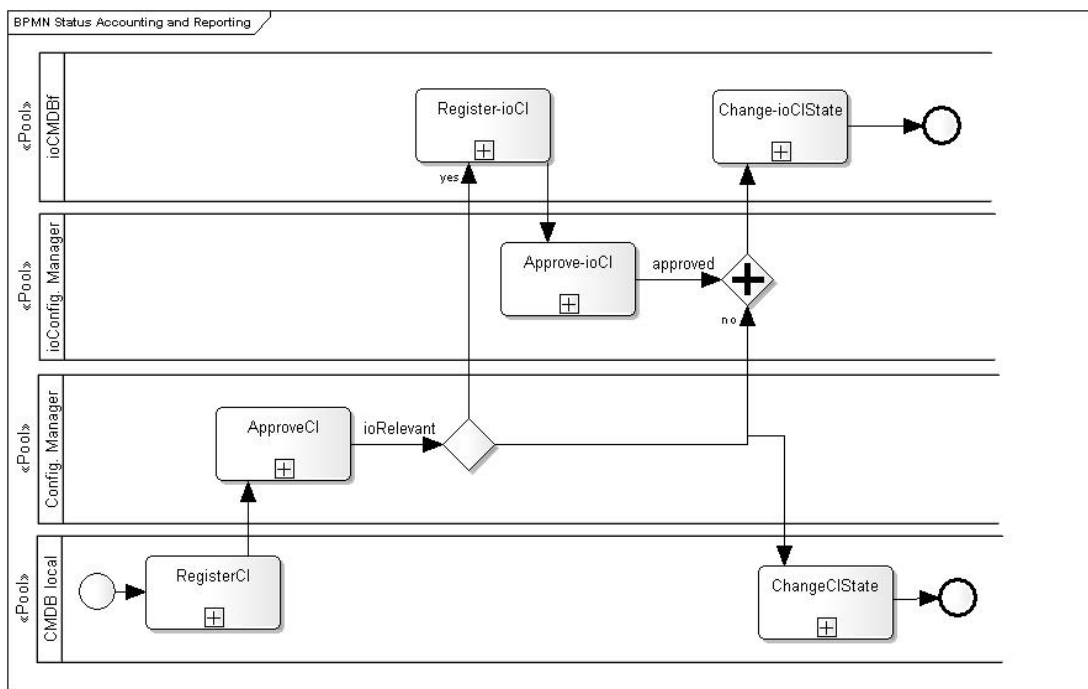 BPMN Status Accounting and Reporting
«Pool»
ioCMDBf
Register-ioCI
Change-ioCIState
yes
«Pool»
ioConfig. Manager
Approve-ioCI
approved
no
«Pool»
Config. Manager
ApproveCI
ioRelevant
«Pool»
CMDB local
RegisterCI
ChangeCIState